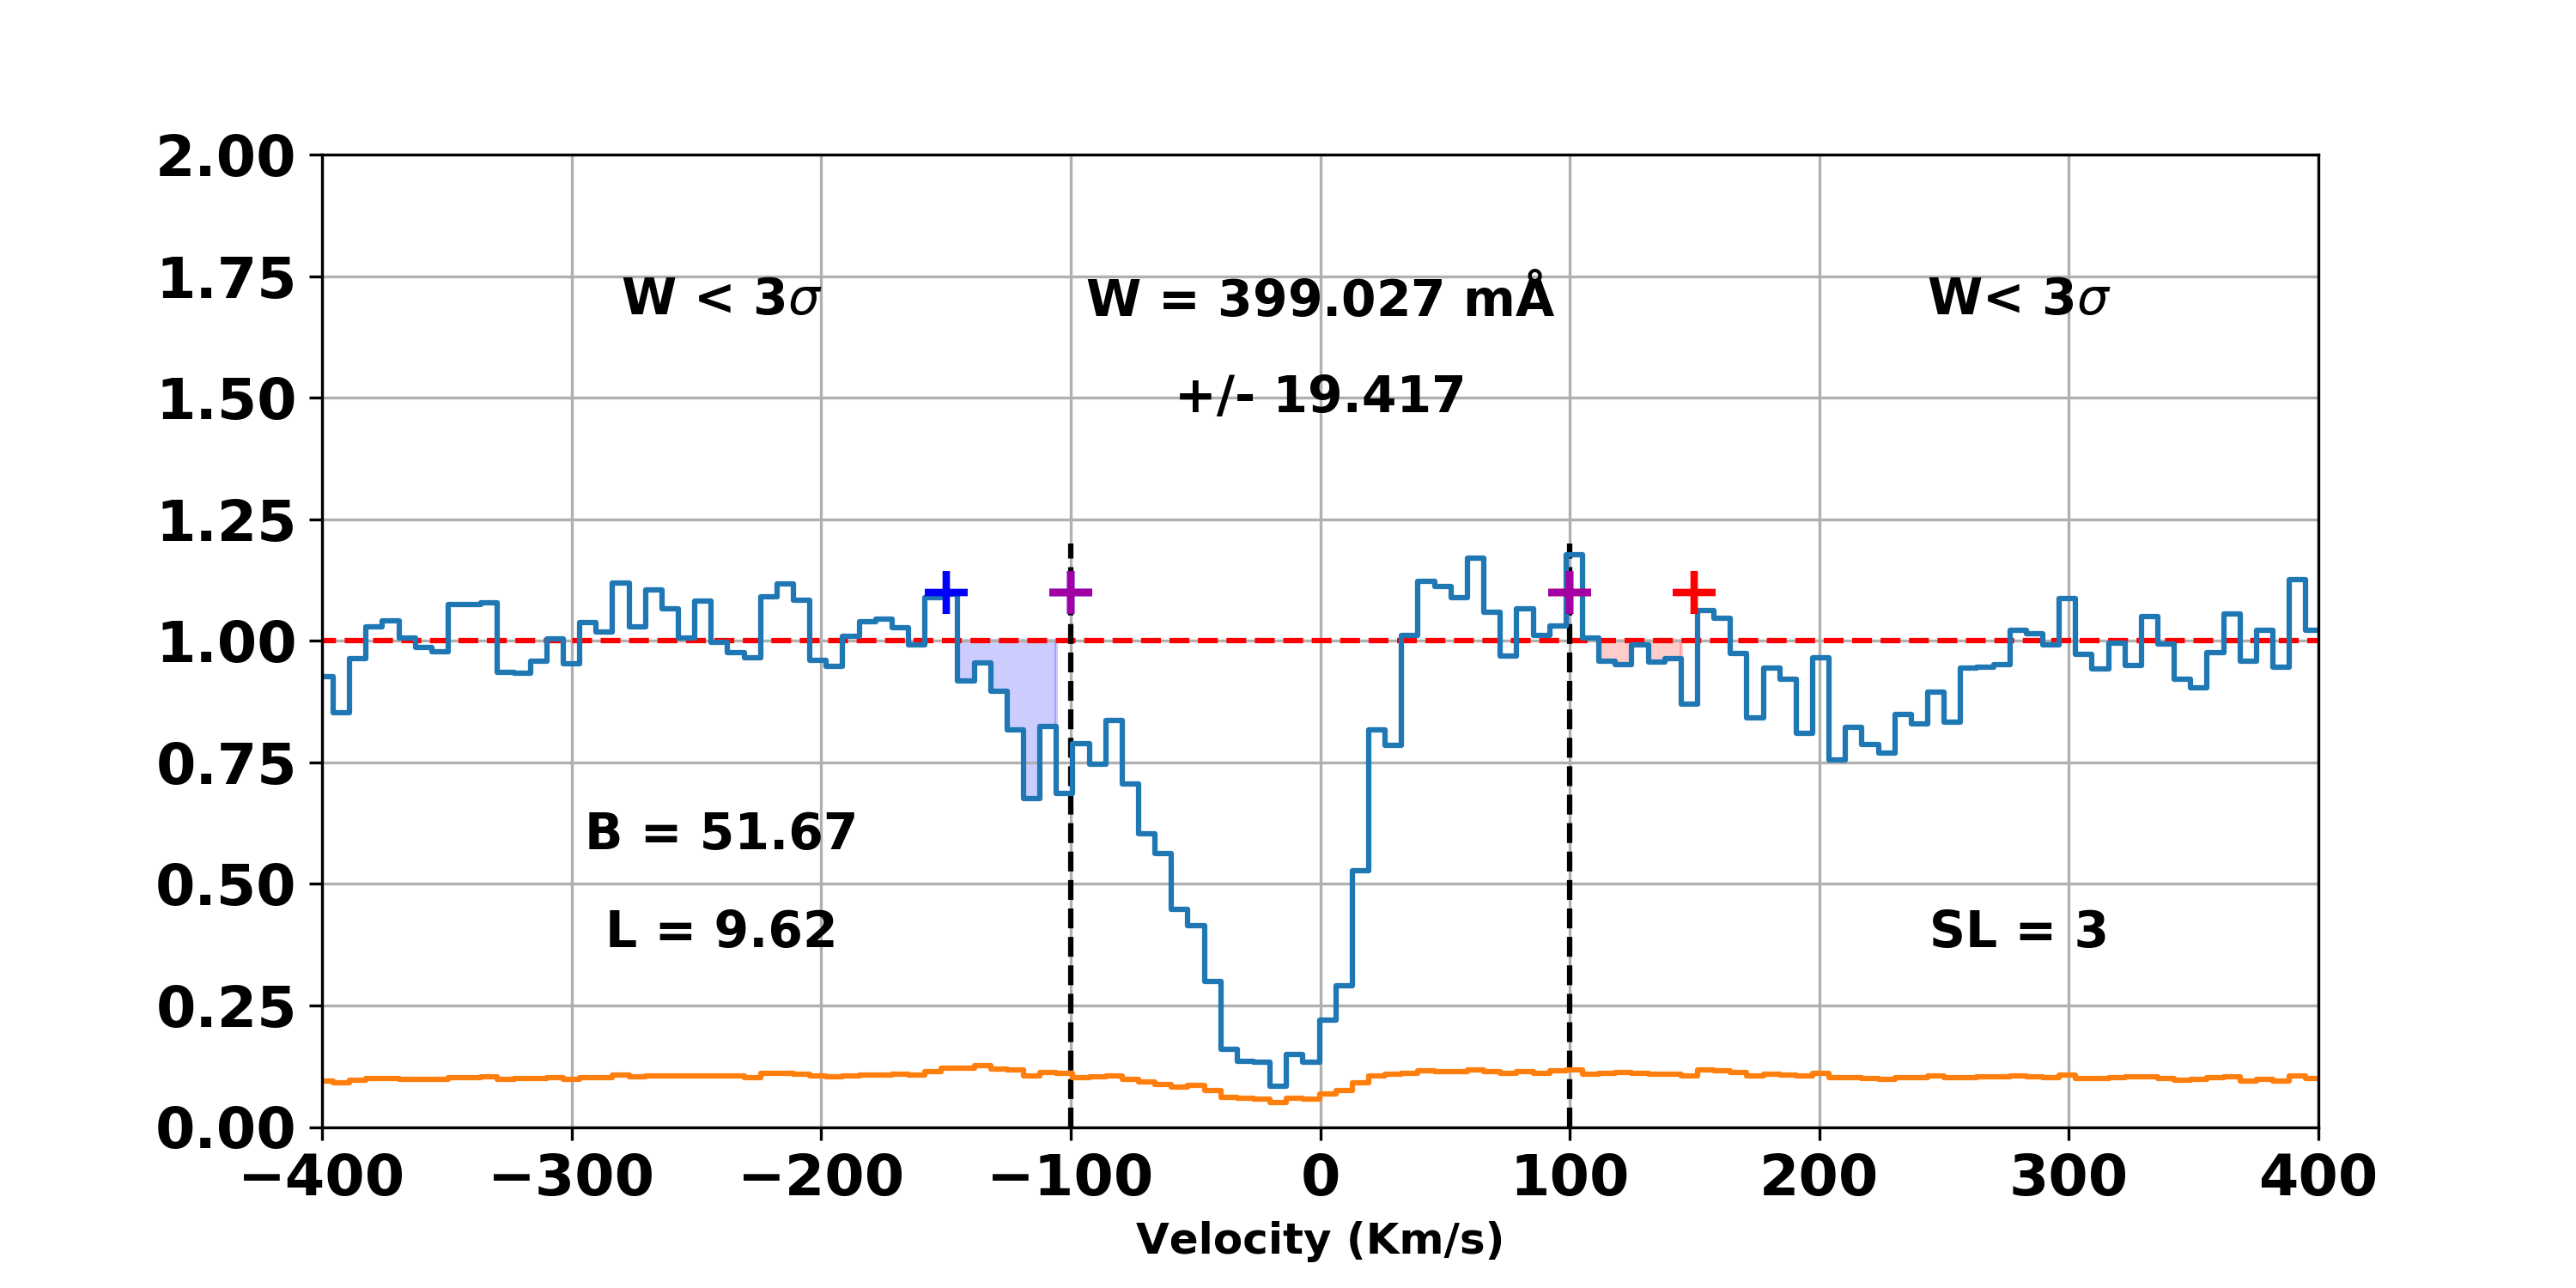 2.00
1.75
1.50
1.25
1.00
0.75
0.50
0.25
0.00
W < 3σ
W = 399.027 mÅ
+/- 19.417
W< 3σ
B = 51.67
L = 9.62
SL = 3
−400 −300 −200 −100 0 100 200 300 400
Velocity (Km/s)